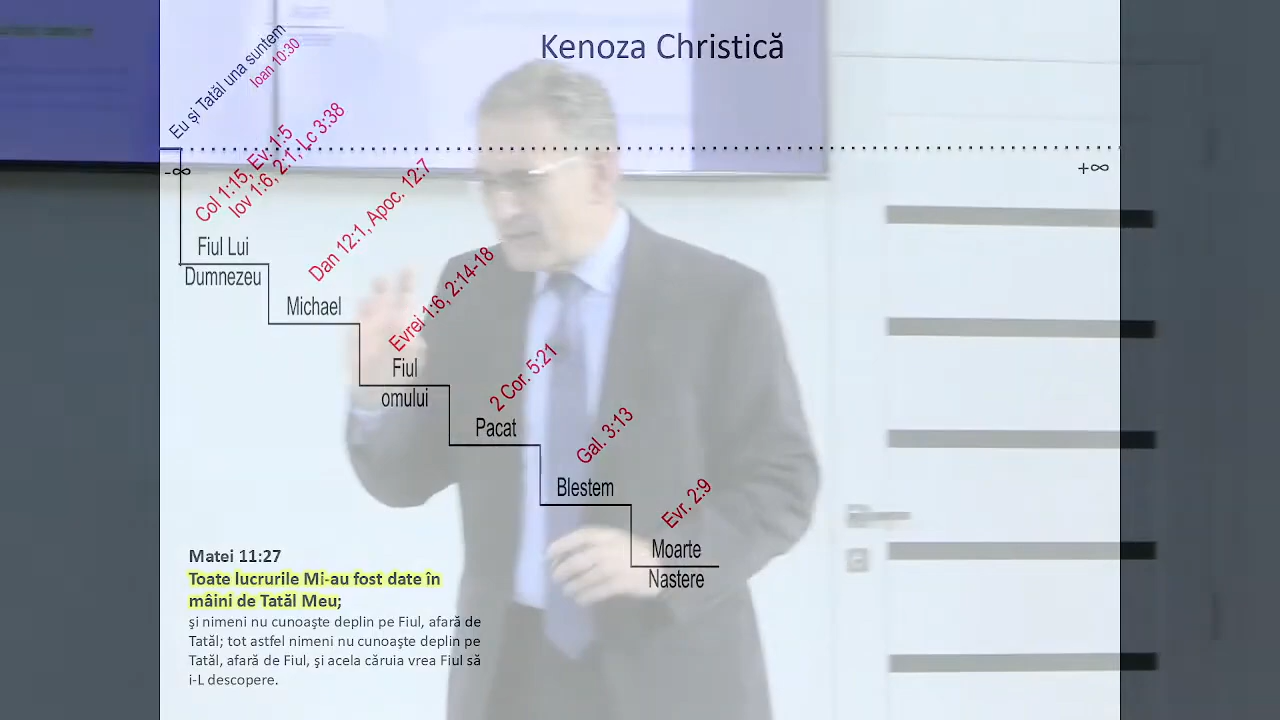 Kenoza Christică
Eu și Tatăl una suntem
Ioan 10:30
-∞
+∞
Col 1:15, Ev. 1:5
Iov 1:6, 2:1, Lc 3:38
Fiul Lui
Dumnezeu
Dan 12:1, Apoc. 12:7
Michael
Evrei 1:6, 2:14-18
Fiul
omului
2 Cor. 5:21
Pacat
Gal. 3:13
Blestem
Evr. 2:9
Moarte
Nastere
Matei 11:27
Toate lucrurile Mi-au fost date în
mâini de Tatăl Meu;
şi nimeni nu cunoaşte deplin pe Fiul, afară de
Tatăl; tot astfel nimeni nu cunoaşte deplin pe
Tatăl, afară de Fiul, şi acela căruia vrea Fiul să
i-L descopere.